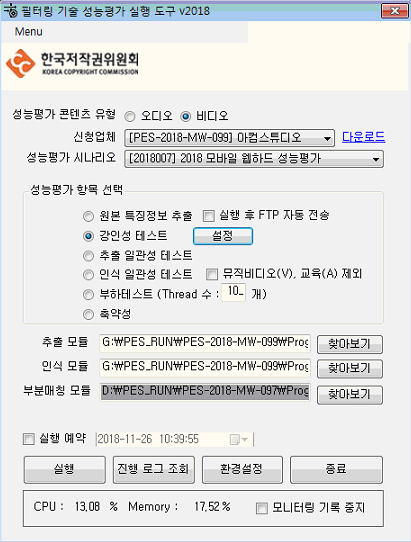 필터링 기술 성능평가 실행 도구 v2018
Menu
한국저작권위원회
KOREA COPYRIGHT COMMISSION
성능평가 콘텐츠 유형 오디오 비디오
신청업체 [PES-2018-MW-099] 아컴스튜디오 다운로드
성능평가 시나리오 [2018007] 2018 모바일 웹하드 성능평가
성능평가 항목 선택
원본 특징정보 추출 실행 후 FTP 자동 전송
강인성 테스트 설정
추출 일관성 테스트
인식 일관성 테스트 뮤직비디오(V), 교육(A) 제외
부하테스트 (Thread 수 : 10_ 개)
축약성
추출 모듈 G:₩PES_RUN₩PES-2018-MW-099₩Prog 찾아보기
인식 모듈 G:₩PES_RUN₩PES-2018-MW-099₩Prog 찾아보기
부분매칭 모듈 D:₩PES_RUN₩PES-2018-MW-097₩Prog 찾아보기
실행 예약 2018-11-26 10:39:55
실행 진행 로그 조회 환경설정 종료
CPU : 13,08 % Memory : 17,52 % 모니터링 기록 중지